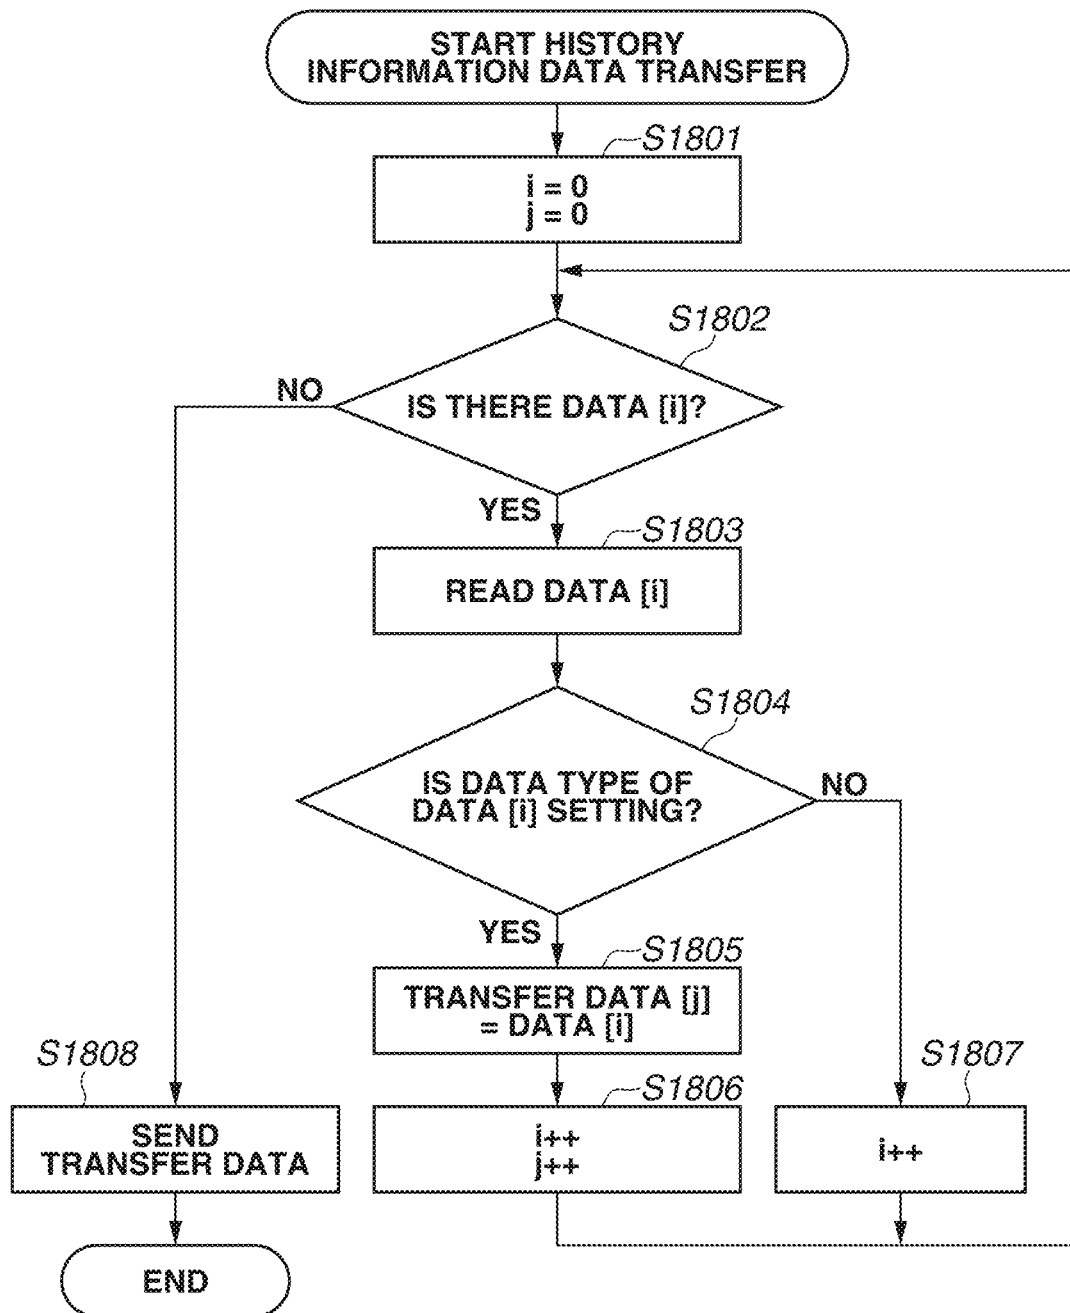 START HISTORY
INFORMATION DATA TRANSFER
S1801
i = 0
j = 0
S1802
IS THERE DATA [i]?
NO
YES
S1803
READ DATA [i]
S1804
IS DATA TYPE OF
DATA [i] SETTING?
NO
YES
S1805
TRANSFER DATA [j]
= DATA [i]
S1806
i++
j++
S1807
i++
S1808
SEND
TRANSFER DATA
END